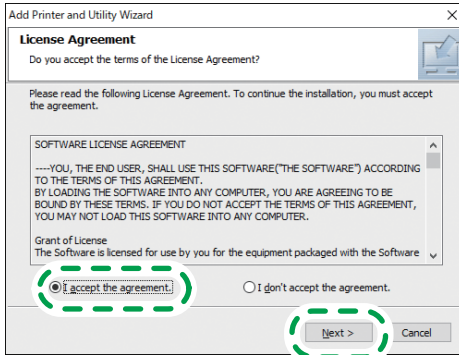 Add Printer and Utility Wizard
License Agreement
Do you accept the terms of the License Agreement?
Please read the following License Agreement. To continue the installation, you must accept
the agreement.
SOFTWARE LICENSE AGREEMENT
----YOU, THE END USER, SHALL USE THIS SOFTWARE("THE SOFTWARE") ACCORDING
TO THE TERMS OF THIS AGREEMENT.
BY LOADING THE SOFTWARE INTO ANY COMPUTER, YOU ARE AGREEING TO BE
BOUND BY THESE TERMS. IF YOU DO NOT ACCEPT THE TERMS OF THIS AGREEMENT,
YOU MAY NOT LOAD THIS SOFTWARE INTO ANY COMPUTER.
Grant of License
The Software is licensed for use by you for the equipment packaged with the Software
I accept the agreement. I don't accept the agreement.
Next > Cancel